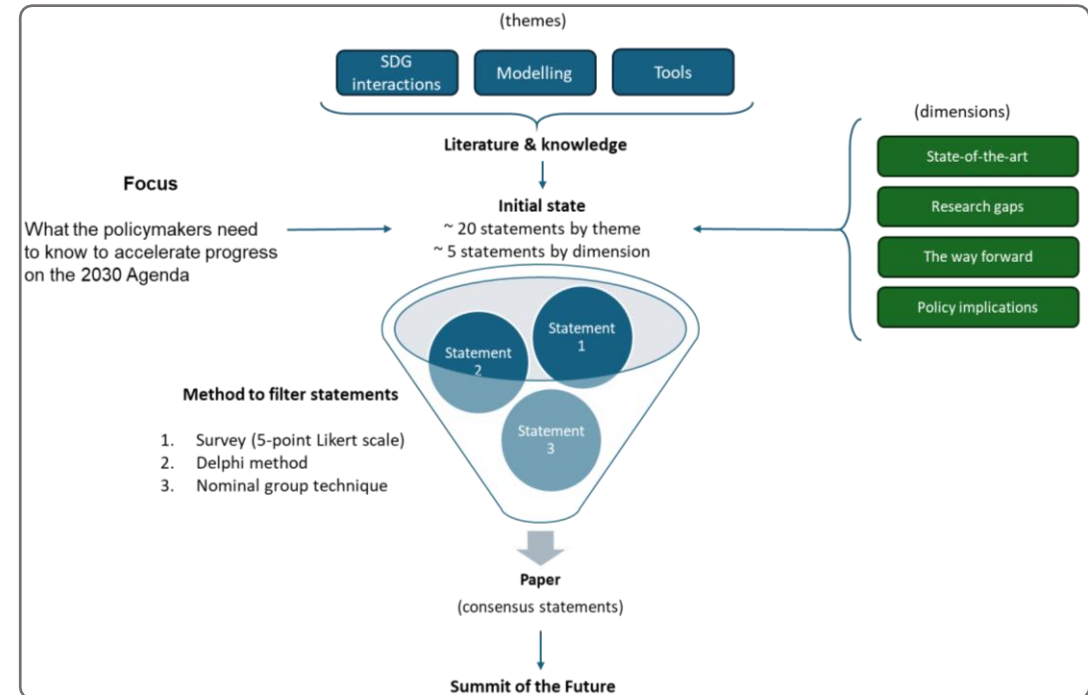 (themes)
SDG
interactions
Modelling
Tools
Literature & knowledge
(dimensions)
State-of-the-art
Research gaps
The way forward
Policy implications
Focus
What the policymakers need
to know to accelerate progress
on the 2030 Agenda
Initial state
~ 20 statements by theme
~ 5 statements by dimension
Statement
1
Statement
2
Statement
3
Method to filter statements
1. Survey (5-point Likert scale)
2. Delphi method
3. Nominal group technique
Paper
(consensus statements)
Summit of the Future